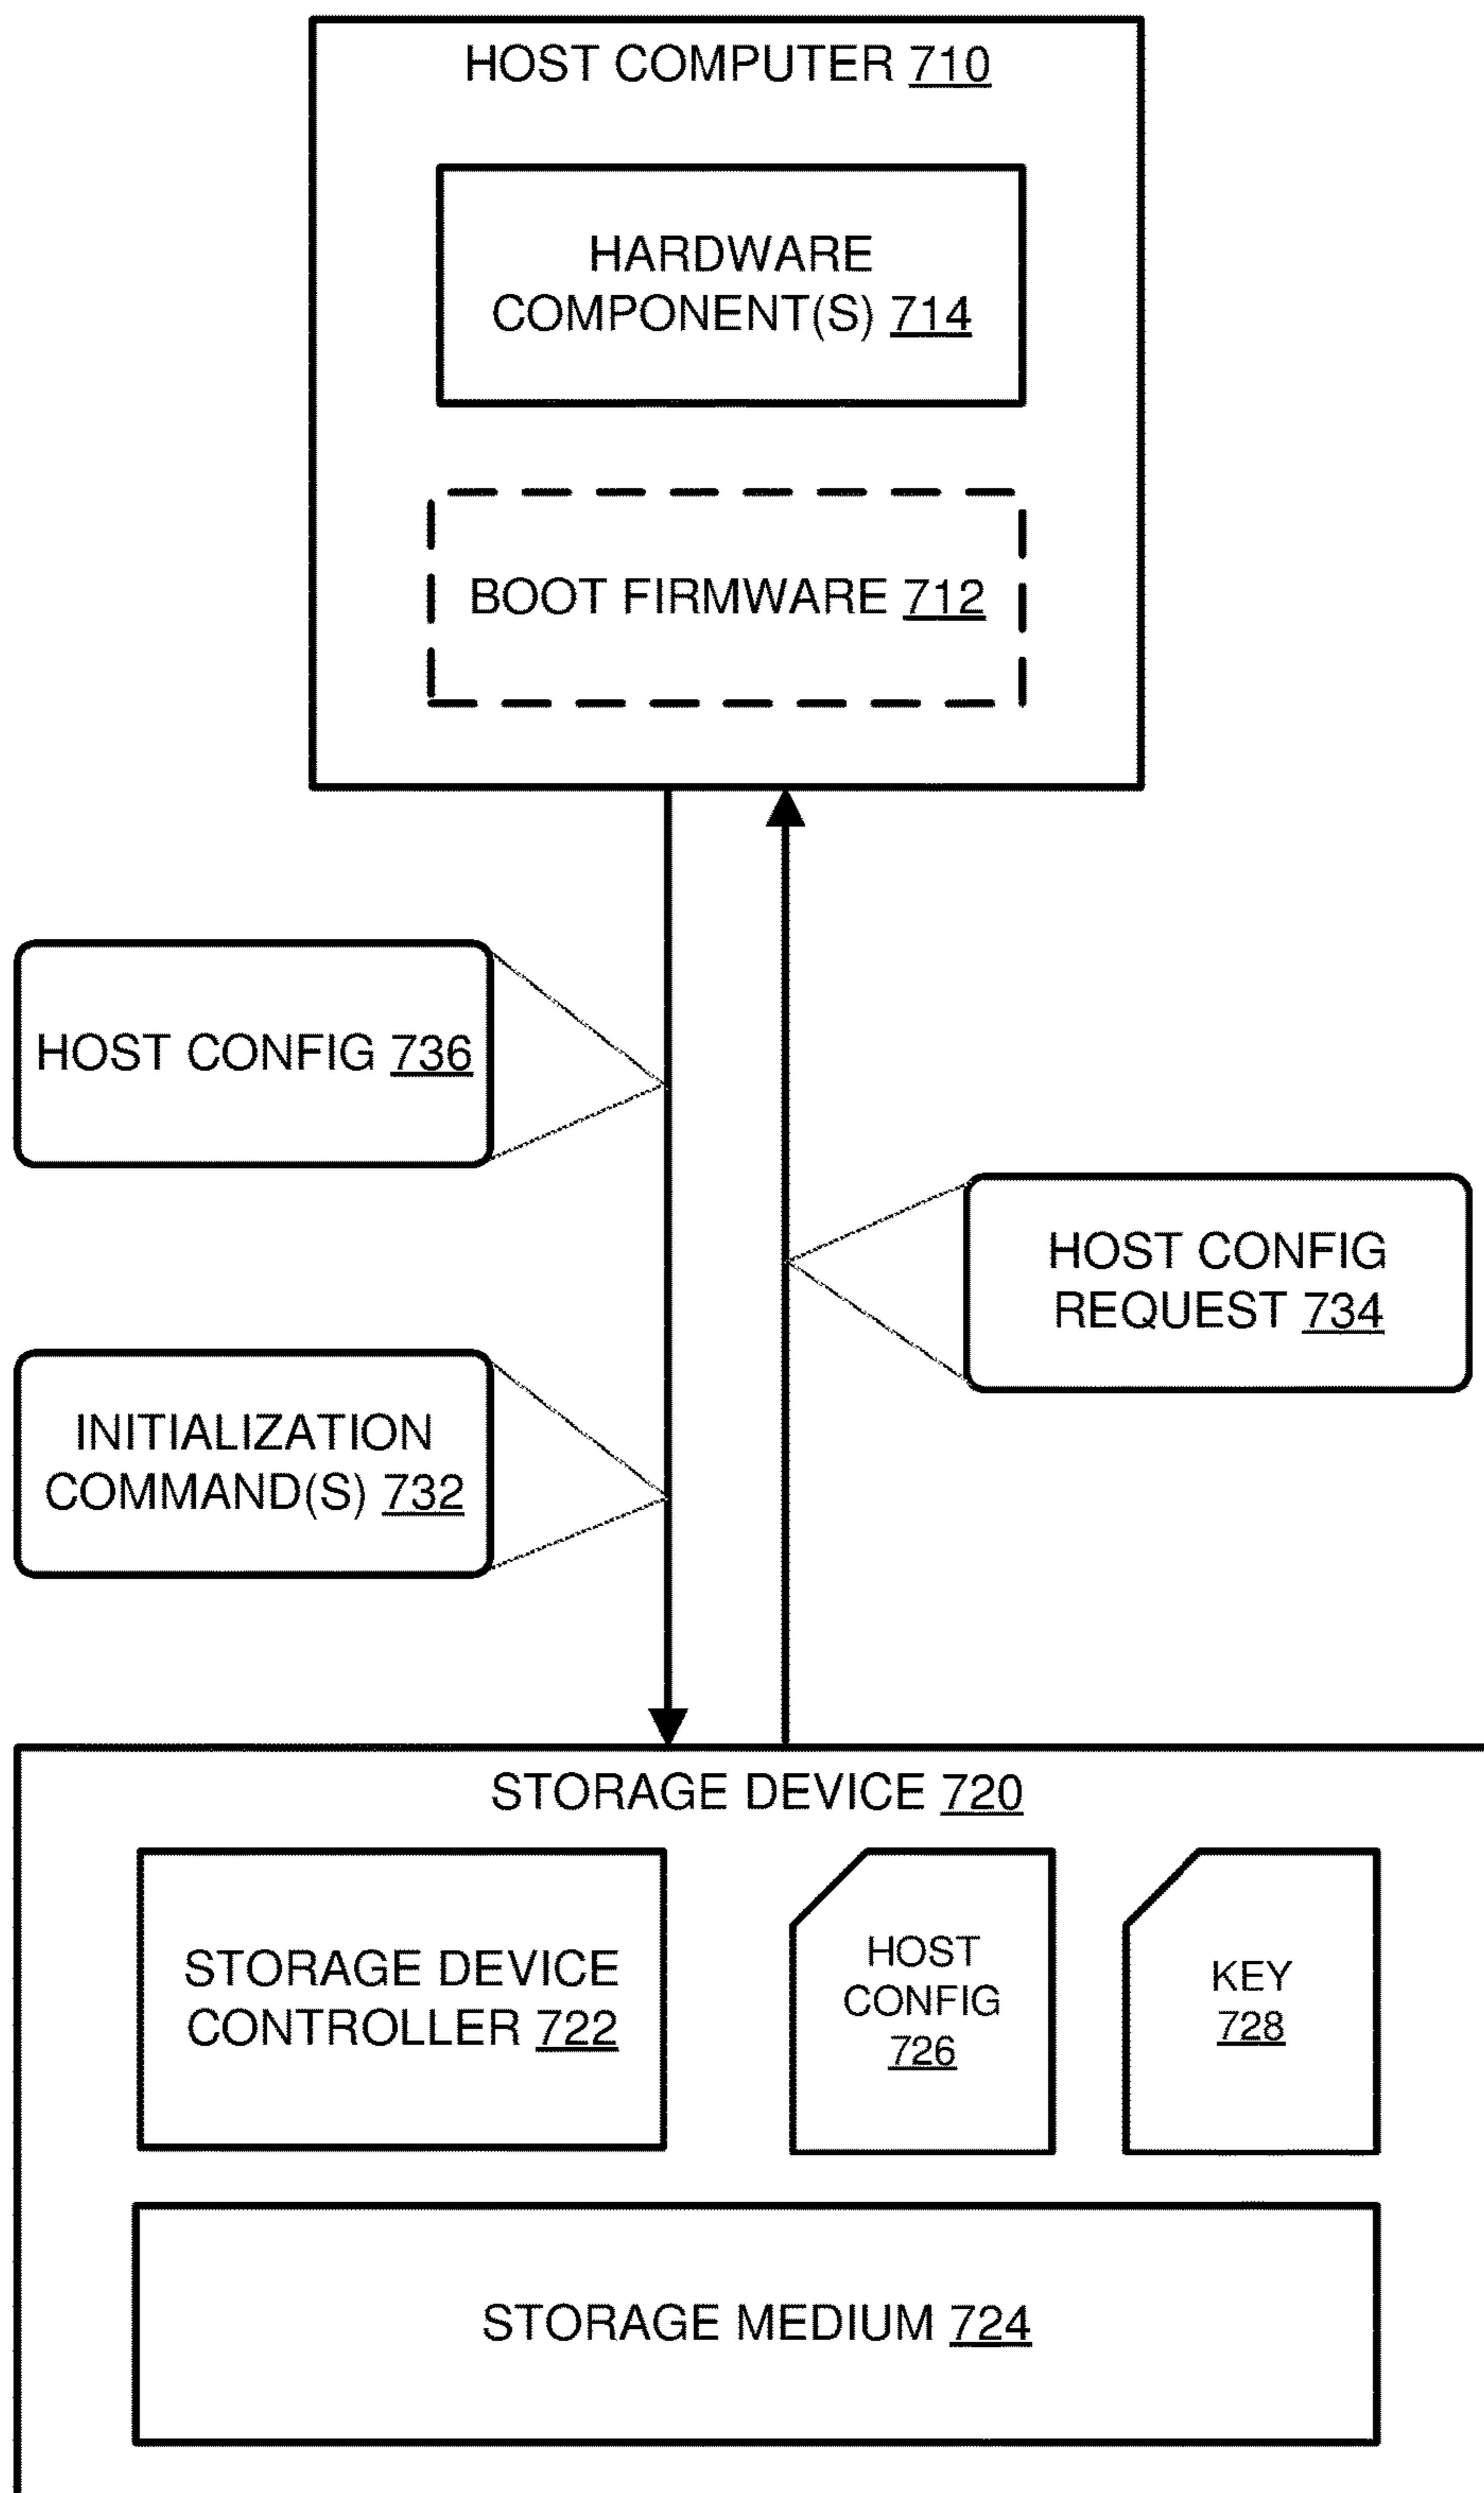 HOST COMPUTER 710
HARDWARE
COMPONENT(S) 714
BOOT FIRMWARE 712
HOST CONFIG 736
HOST CONFIG
REQUEST 734
INITIALIZATION
COMMAND(S) 732
STORAGE DEVICE 720
STORAGE DEVICE
CONTROLLER 722
HOST
CONFIG
726
KEY
728
STORAGE MEDIUM 724